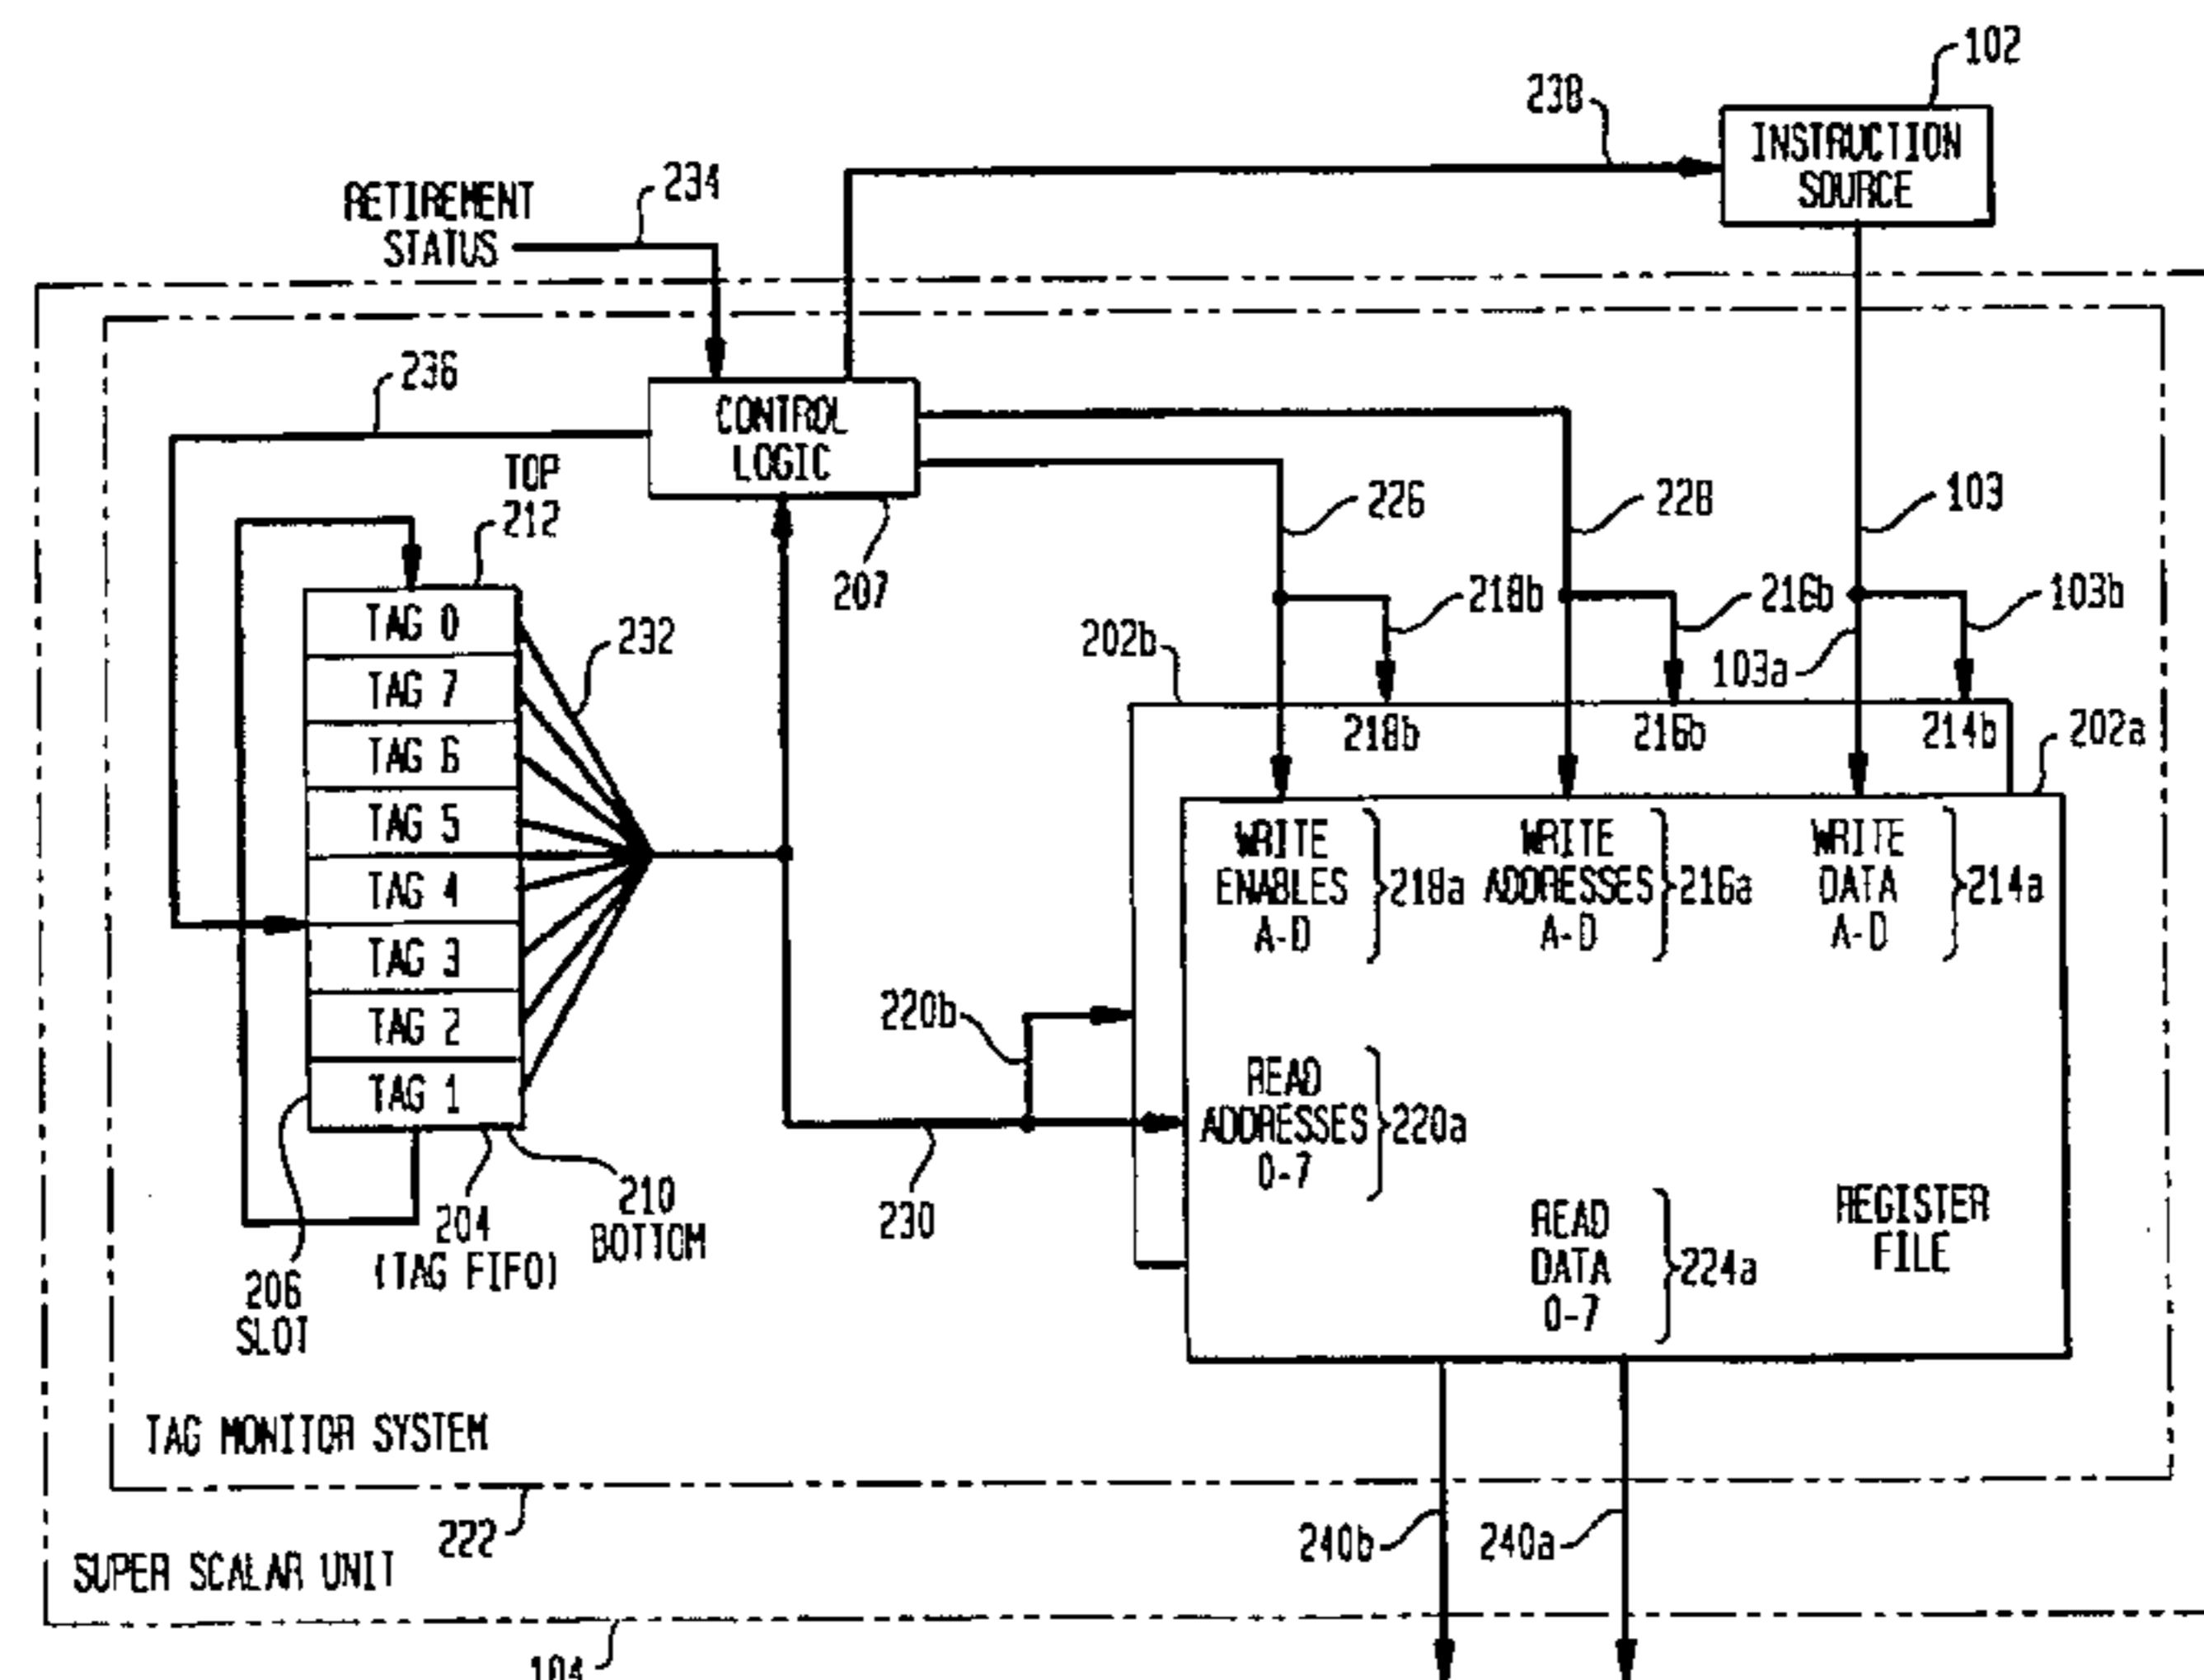 102
238
INSTRUCTION
SOURCE
RETIREMENT
STATUS
234
236
CONTROL
LOGIC
TOP
212
207
226
228
103
218b
216b
103b
103a
202b
218b
216b
214b
202a
TAG 0
TAG 7
TAG 6
TAG 5
TAG 4
TAG 3
TAG 2
TAG 1
232
WRITE
ENABLES
A-D
218a
WRITE
ADDRESSES
A-D
216a
WRITE
DATA
A-D
214a
220b
READ
ADDRESSES
0-7
220a
230
READ
DATA
0-7
224a
REGISTER
FILE
206
SLOT
204
(TAG FIFO)
210
BOTTOM
TAG MONITOR SYSTEM
222
240b
240a
SUPER SCALAR UNIT
104